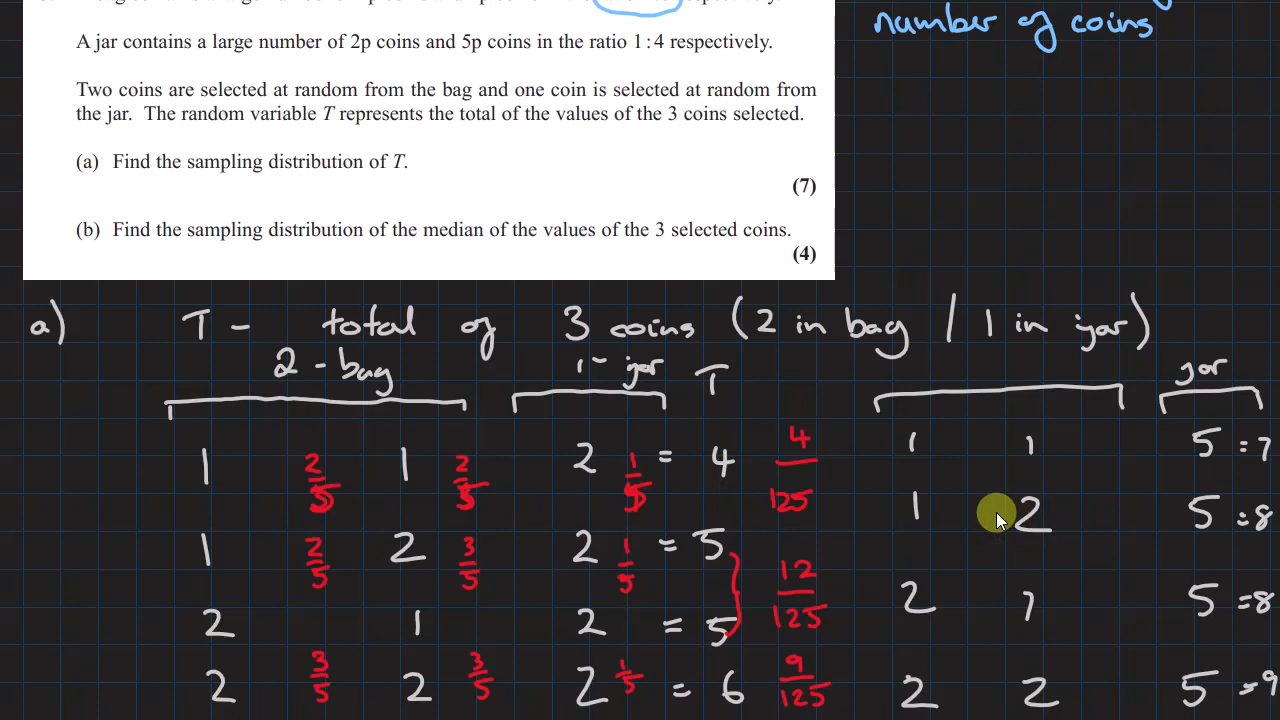 number of coins
A jar contains a large number of 2p coins and 5p coins in the ratio 1:4 respectively.
Two coins are selected at random from the bag and one coin is selected at random from
the jar. The random variable T represents the total of the values of the 3 coins selected.
(a) Find the sampling distribution of T.
(7)
(b) Find the sampling distribution of the median of the values of the 3 selected coins.
(4)
a) T - total of 3 coins (2 in bag / 1 in jar)
2 - bag 1 - jar T jar
1 2/5 1 2/5 2 1/5 = 4 4/125 1 1 5 = 7
1 2/5 2 3/5 2 1/5 = 5 12/125 1 2 5 = 8
2 1 2 = 5 2 1 5 = 8
2 3/5 2 3/5 2 1/5 = 6 9/125 2 2 5 = 9